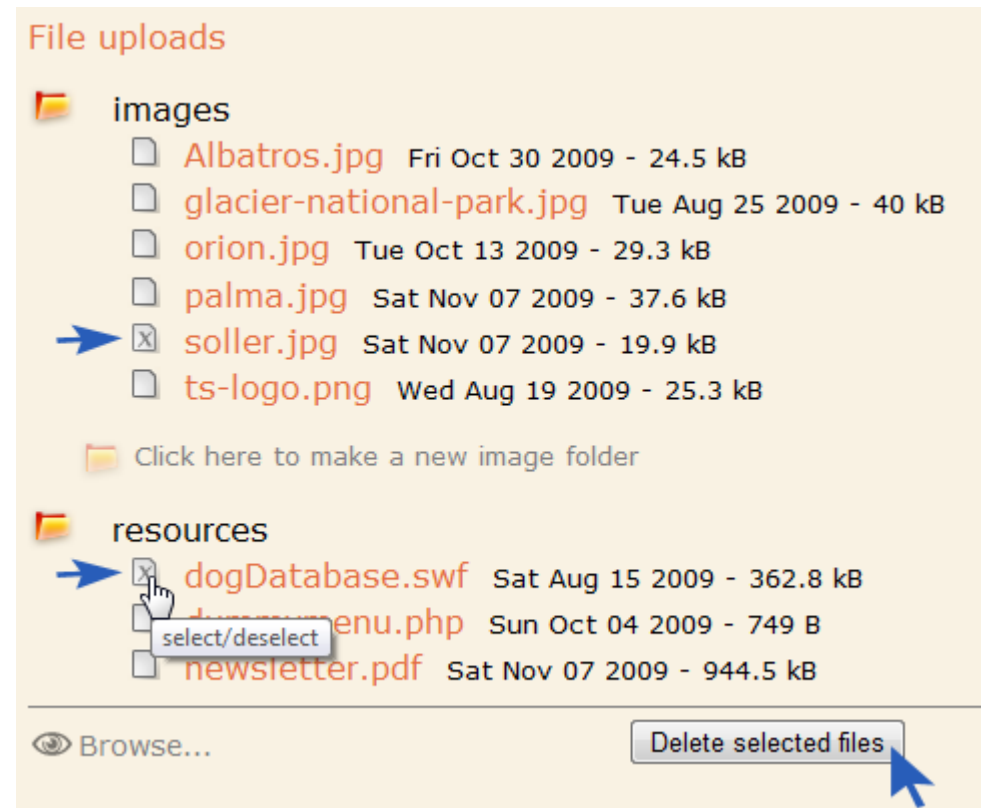 File uploads
images
Albatros.jpg Fri Oct 30 2009 - 24.5 kB
glacier-national-park.jpg Tue Aug 25 2009 - 40 kB
orion.jpg Tue Oct 13 2009 - 29.3 kB
palma.jpg Sat Nov 07 2009 - 37.6 kB
X soller.jpg Sat Nov 07 2009 - 19.9 kB
ts-logo.png Wed Aug 19 2009 - 25.3 kB
Click here to make a new image folder
resources
X dogDatabase.swf Sat Aug 15 2009 - 362.8 kB
Sun Oct 04 2009 - 749 B
select/deselect
newsletter.pdf Sat Nov 07 2009 - 944.5 kB
Browse...
Delete selected files